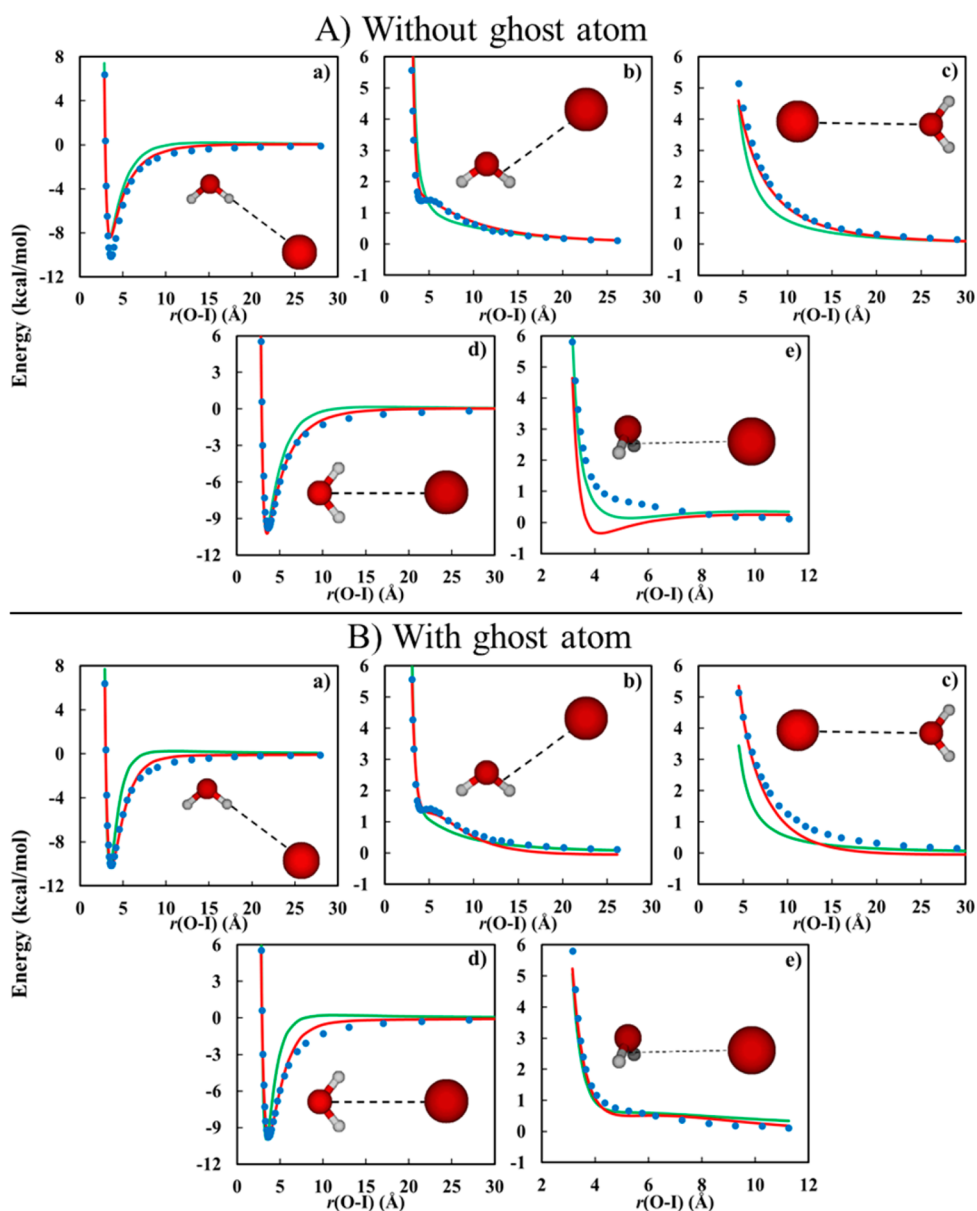 A) Without ghost atom
a)
8
4
0
-4
-8
-12
0 5 10 15 20 25 30
r(O-I) (Å)
b)
6
5
4
3
2
1
0
-1
0 5 10 15 20 25 30
r(O-I) (Å)
c)
6
5
4
3
2
1
0
-1
0 5 10 15 20 25 30
r(O-I) (Å)
Energy (kcal/mol)
d)
6
3
0
-3
-6
-9
-12
0 5 10 15 20 25 30
r(O-I) (Å)
e)
6
5
4
3
2
1
0
-1
2 4 6 8 10 12
r(O-I) (Å)
B) With ghost atom
a)
8
4
0
-4
-8
-12
0 5 10 15 20 25 30
r(O-I) (Å)
b)
6
5
4
3
2
1
0
-1
0 5 10 15 20 25 30
r(O-I) (Å)
c)
6
5
4
3
2
1
0
-1
0 5 10 15 20 25 30
r(O-I) (Å)
Energy (kcal/mol)
d)
6
3
0
-3
-6
-9
-12
0 5 10 15 20 25 30
r(O-I) (Å)
e)
6
5
4
3
2
1
0
-1
2 4 6 8 10 12
r(O-I) (Å)